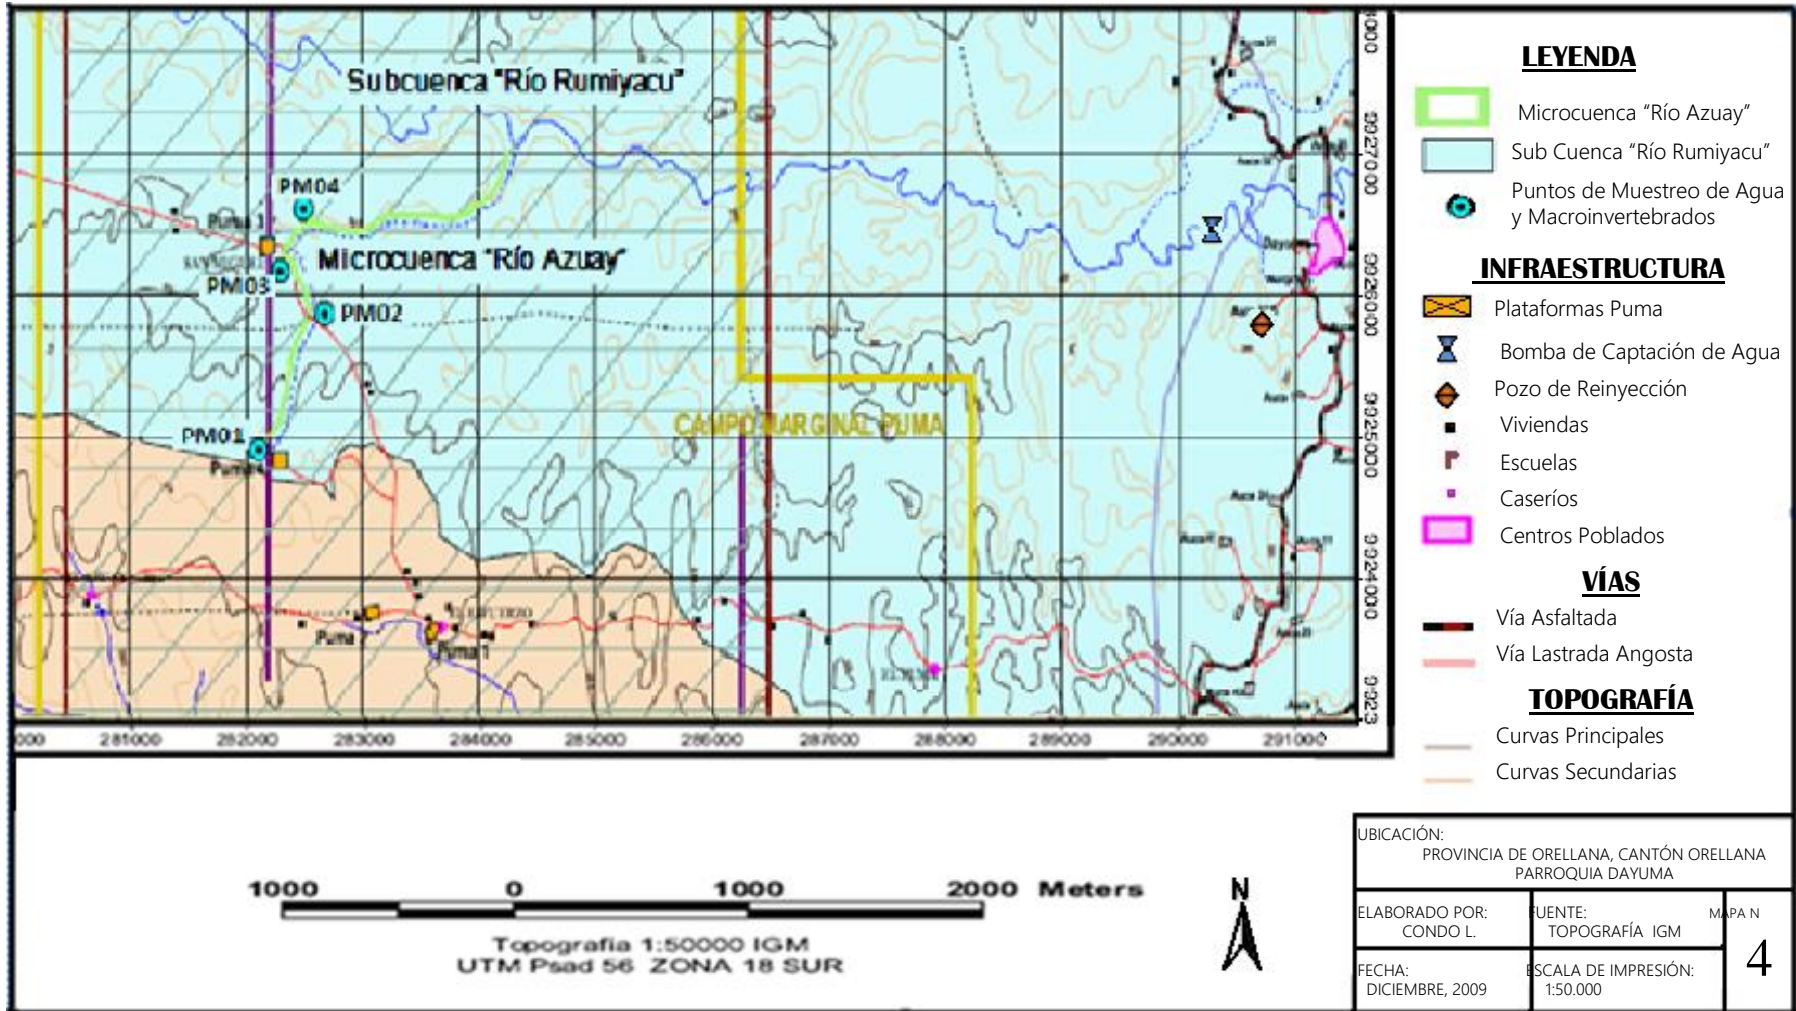 Subcuenca "Río Rumiyacu"
PM04
Puma 3
Microcuenca "Río Azuay"
PM03
PM02
PM01
CAMPO MARGINAL PUMA
Puma
Puma 1
9927000
9926000
9925000
9924000
9923
000 281000 282000 283000 284000 285000 286000 287000 288000 289000 290000 291000
1000 0 1000 2000 Meters
Topografia 1:50000 IGM
UTM Psad 56 ZONA 18 SUR
N
LEYENDA
Microcuenca “Río Azuay”
Sub Cuenca “Río Rumiyacu”
Puntos de Muestreo de Agua
y Macroinvertebrados
INFRAESTRUCTURA
Plataformas Puma
Bomba de Captación de Agua
Pozo de Reinyección
Viviendas
Escuelas
Caseríos
Centros Poblados
VÍAS
Vía Asfaltada
Vía Lastrada Angosta
TOPOGRAFÍA
Curvas Principales
Curvas Secundarias
UBICACIÓN:
PROVINCIA DE ORELLANA, CANTÓN ORELLANA
PARROQUIA DAYUMA
ELABORADO POR:
CONDO L.
FUENTE:
TOPOGRAFÍA IGM
MAPA N
4
FECHA:
DICIEMBRE, 2009
ESCALA DE IMPRESIÓN:
1:50.000